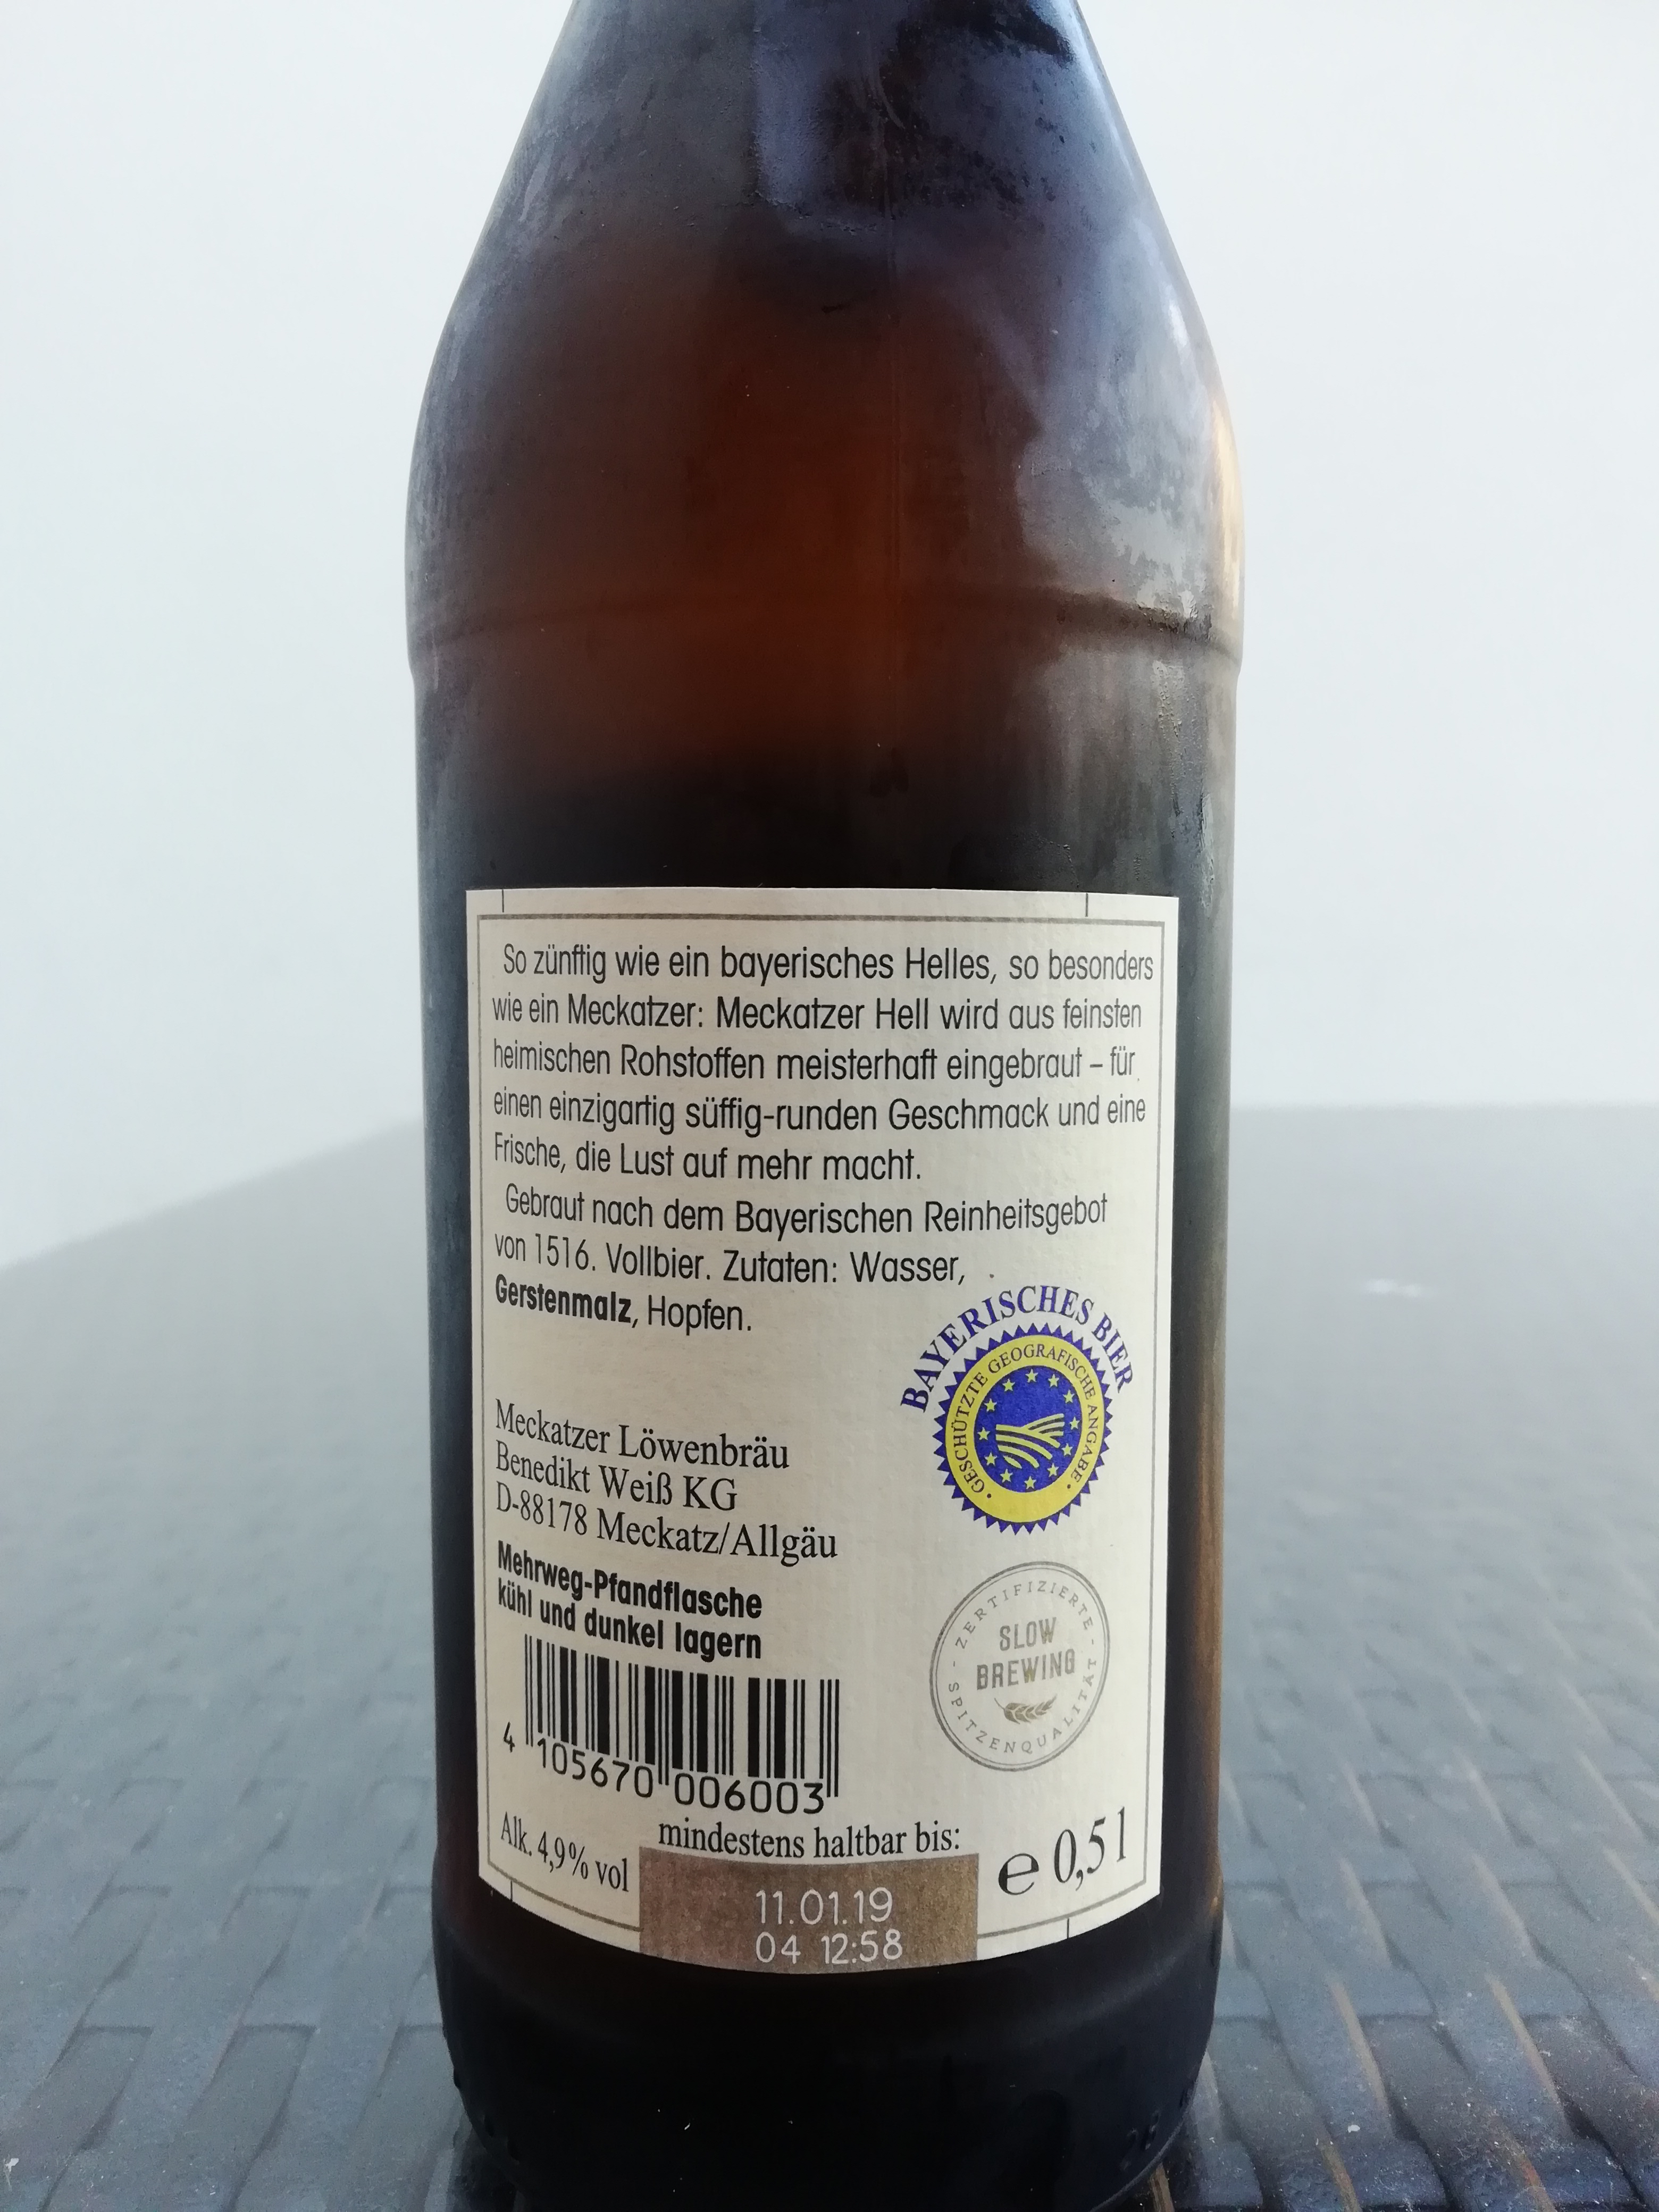 So zünftig wie ein bayerisches Helles, so besonders
wie ein Meckatzer: Meckatzer Hell wird aus feinsten
heimischen Rohstoffen meisterhaft eingebraut – für
einen einzigartig süffig-runden Geschmack und eine
Frische, die Lust auf mehr macht.
Gebraut nach dem Bayerischen Reinheitsgebot
von 1516. Vollbier. Zutaten: Wasser,
Gerstenmalz, Hopfen.
BAYERISCHES BIER
GESCHÜTZTE GEOGRAFISCHE ANGABE
Meckatzer Löwenbräu
Benedikt Weiß KG
D-88178 Meckatz/Allgäu
Mehrweg-Pfandflasche
kühl und dunkel lagern
- ZERTIFIZIERTE -
SLOW
BREWING
SPITZENQUALITÄT
4 105670 006003
Alk. 4,9% vol
mindestens haltbar bis:
11.01.19
04 12:58
e 0,5 l